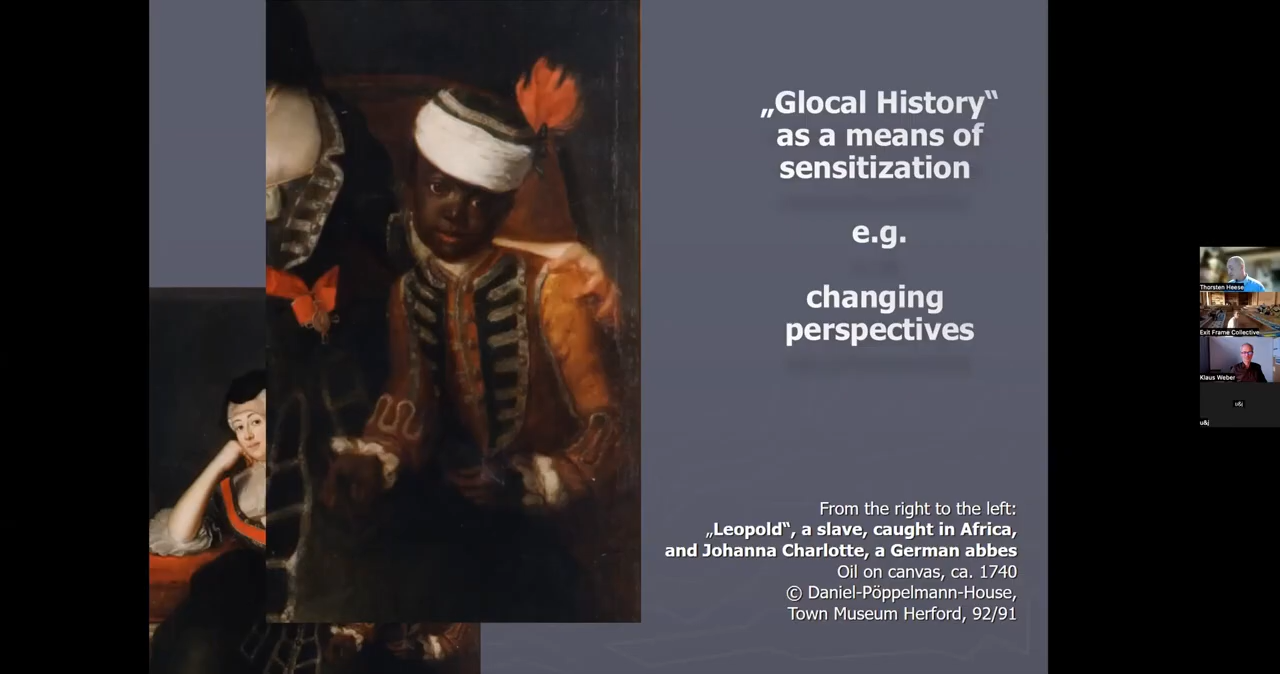 „Glocal History“
as a means of
sensitization
e.g.
changing
perspectives
From the right to the left:
„Leopold“, a slave, caught in Africa,
and Johanna Charlotte, a German abbes
Oil on canvas, ca. 1740
© Daniel-Pöppelmann-House,
Town Museum Herford, 92/91
Thorsten Heese
Exit Frame Collective
Klaus Weber
u&j
u&j